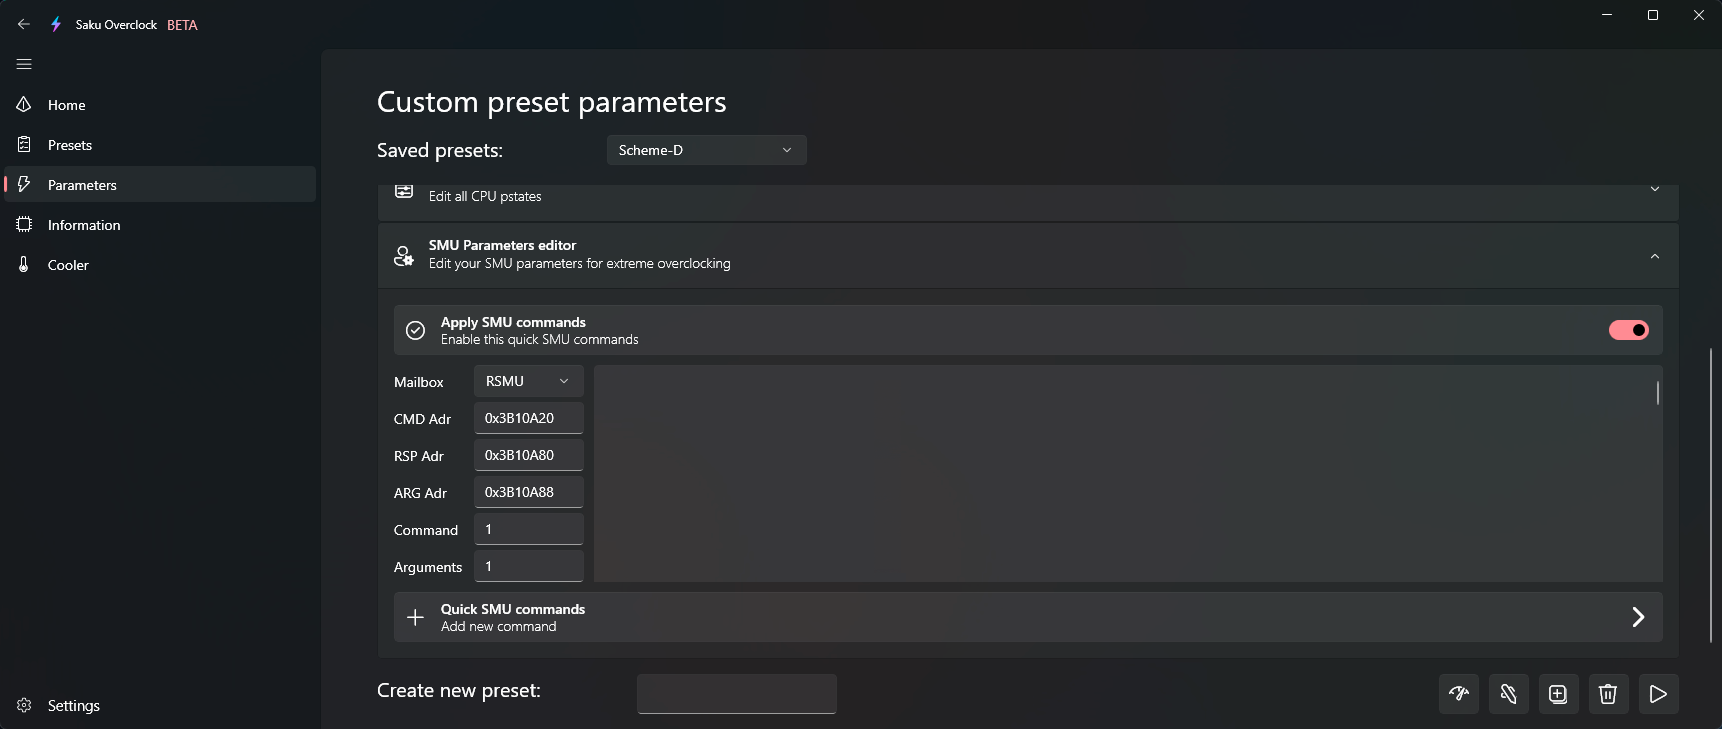 Saku Overclock BETA
Home
Presets
Parameters
Information
Cooler
Settings
Custom preset parameters
Saved presets: Scheme-D
Edit all CPU pstates
SMU Parameters editor
Edit your SMU parameters for extreme overclocking
Apply SMU commands
Enable this quick SMU commands
Mailbox RSMU
CMD Adr 0x3B10A20
RSP Adr 0x3B10A80
ARG Adr 0x3B10A88
Command 1
Arguments 1
Quick SMU commands
Add new command
Create new preset: